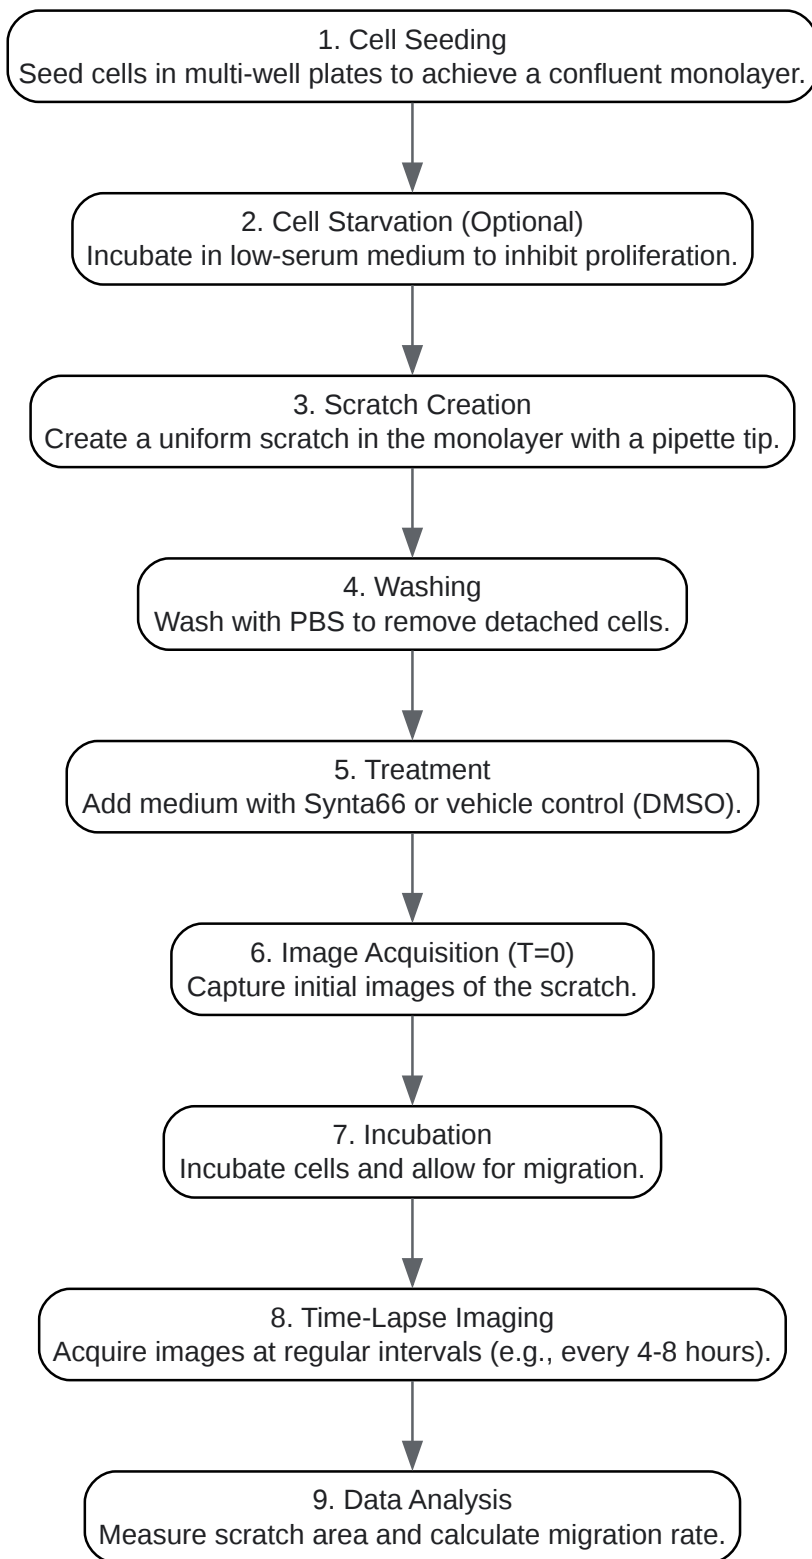 1. Cell Seeding
Seed cells in multi-well plates to achieve a confluent monolayer.
2. Cell Starvation (Optional)
Incubate in low-serum medium to inhibit proliferation.
3. Scratch Creation
Create a uniform scratch in the monolayer with a pipette tip.
4. Washing
Wash with PBS to remove detached cells.
5. Treatment
Add medium with Synta66 or vehicle control (DMSO).
6. Image Acquisition (T=0)
Capture initial images of the scratch.
7. Incubation
Incubate cells and allow for migration.
8. Time-Lapse Imaging
Acquire images at regular intervals (e.g., every 4-8 hours).
9. Data Analysis
Measure scratch area and calculate migration rate.